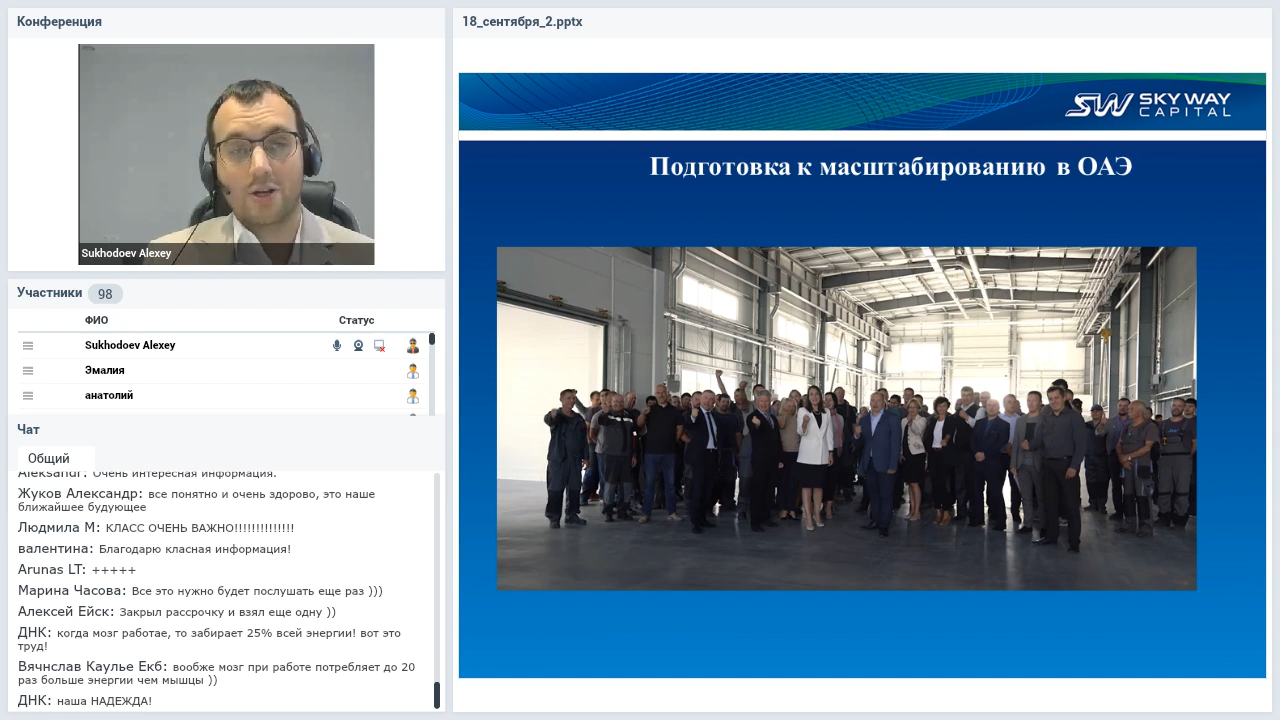 Конференция
Sukhodoev Alexey
Участники 98
ФИО Статус
Sukhodoev Alexey
Эмалия
анатолий
Чат
Общий
Aleksandr: Очень интересная информация.
Жуков Александр: все понятно и очень здорово, это наше
ближайшее будующее
Людмила М: КЛАСС ОЧЕНЬ ВАЖНО!!!!!!!!!!!!!!
валентина: Благодарю класная информация!
Arunas LT: +++++
Марина Часова: Все это нужно будет послушать еще раз )))
Алексей Ейск: Закрыл рассрочку и взял еще одну ))
ДНК: когда мозг работае, то забирает 25% всей энергии! вот это
труд!
Вячнслав Каулье Екб: вообже мозг при работе потребляет до 20
раз больше энергии чем мышцы ))
ДНК: наша НАДЕЖДА!
18_сентября_2.pptx
SW SKY WAY
CAPITAL
Подготовка к масштабированию в ОАЭ